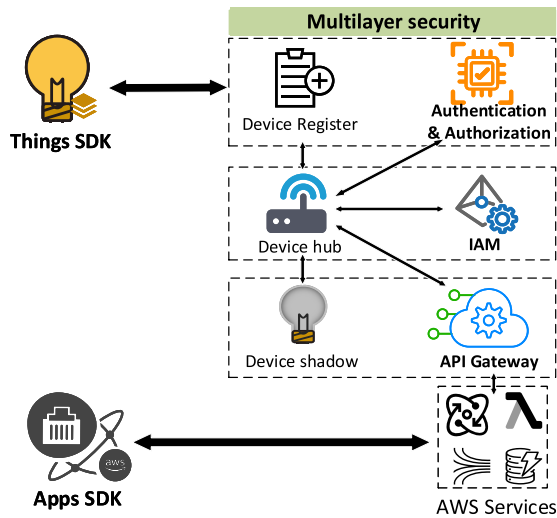 Multilayer security
Things SDK
Device Register
Authentication
& Authorization
Device hub
IAM
Device shadow
API Gateway
aws
Apps SDK
AWS Services